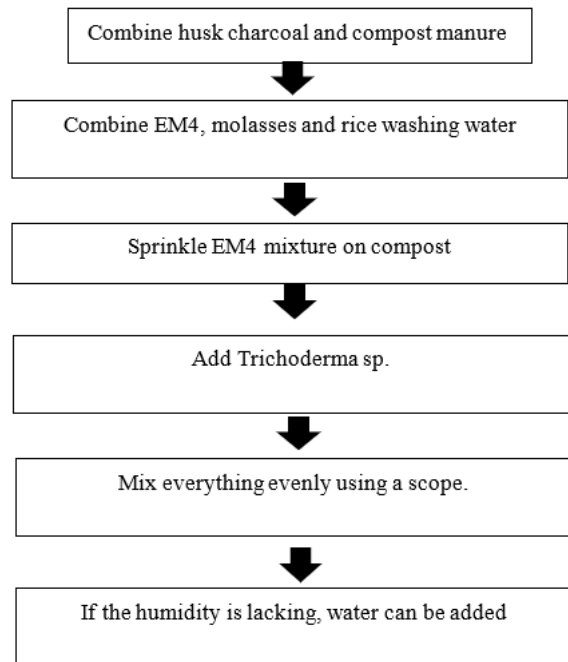 Combine husk charcoal and compost manure
Combine EM4, molasses and rice washing water
Sprinkle EM4 mixture on compost
Add Trichoderma sp.
Mix everything evenly using a scope.
If the humidity is lacking, water can be added